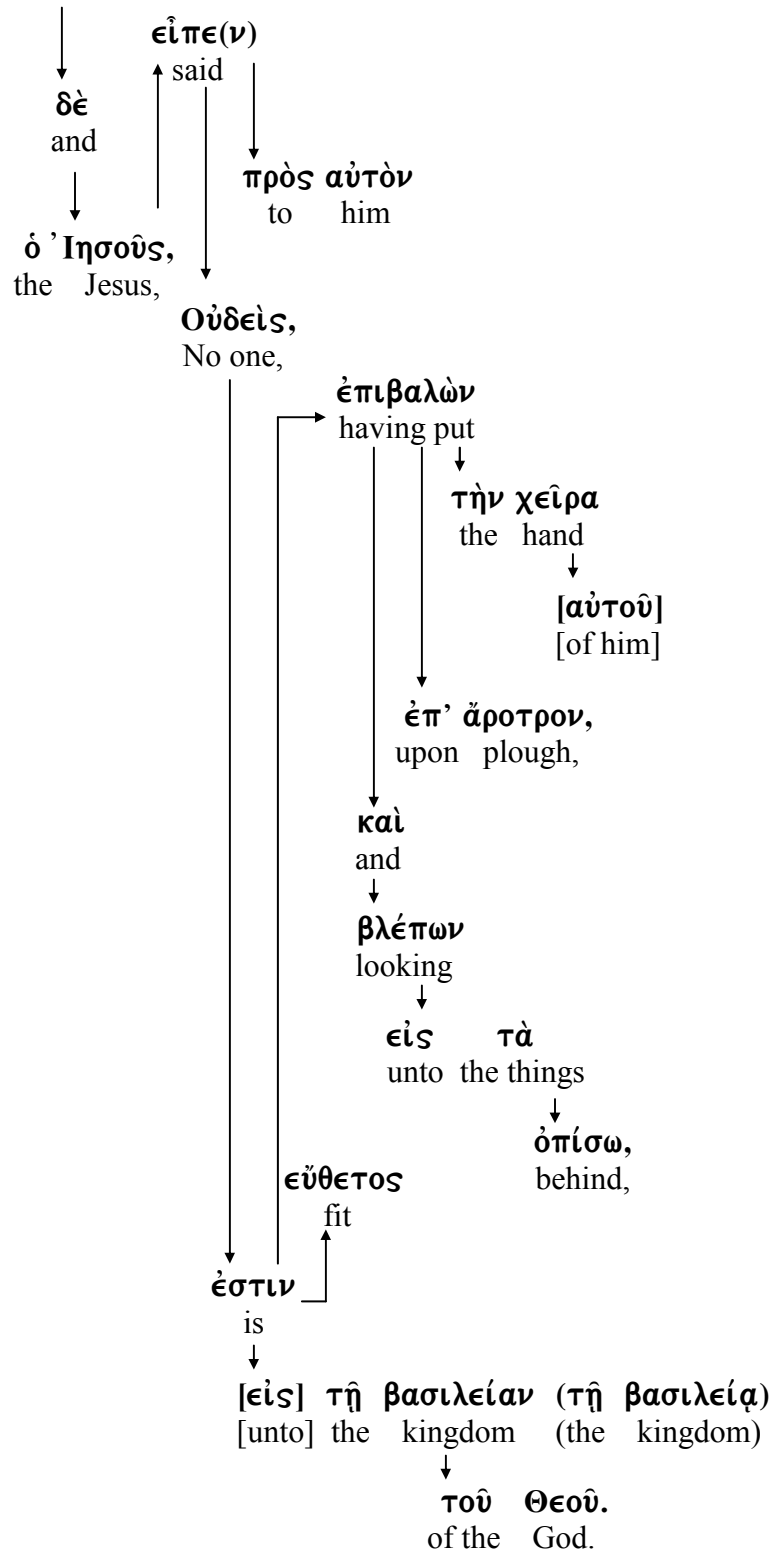 εἶπε(ν)
said
δὲ
and
πρὸς αὐτὸν
to him
ὁ Ἰησοῦς,
the Jesus,
Οὐδεὶς,
No one,
ἐπιβαλὼν
having put
τὴν χεῖρα
the hand
[αὐτοῦ]
[of him]
ἐπ’ ἄροτρον,
upon plough,
καὶ
and
βλέπων
looking
εἰς τὰ
unto the things
ὀπίσω,
behind,
εὔθετος
fit
ἐστιν
is
[εἰς] τῇ βασιλείαν (τῇ βασιλείᾳ)
[unto] the kingdom (the kingdom)
τοῦ Θεοῦ.
of the God.